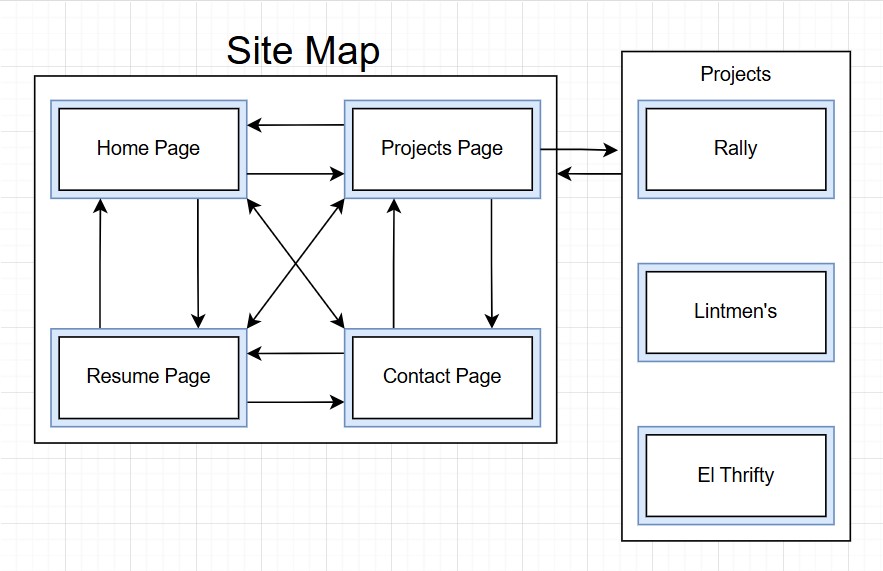 Site Map
Home Page
Projects Page
Resume Page
Contact Page
Projects
Rally
Lintmen's
El Thrifty